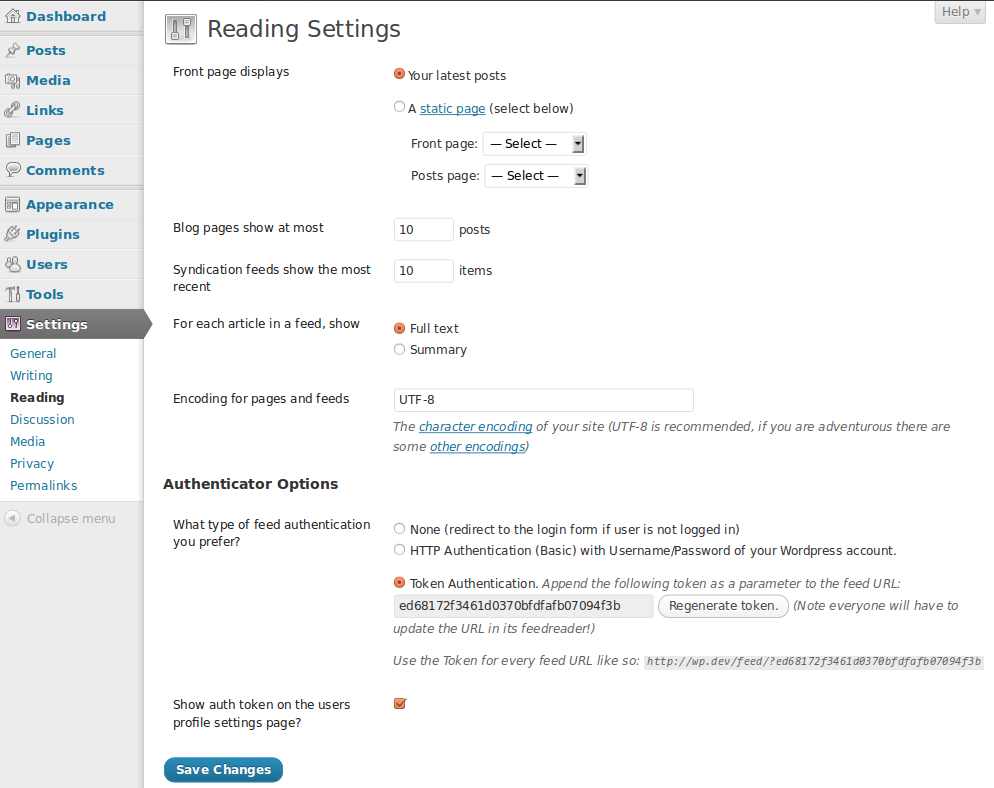 Help
Dashboard
Posts
Media
Links
Pages
Comments
Appearance
Plugins
Users
Tools
Settings
General
Writing
Reading
Discussion
Media
Privacy
Permalinks
Collapse menu
Reading Settings
Front page displays
Your latest posts
A static page (select below)
Front page: — Select —
Posts page: — Select —
Blog pages show at most
10 posts
Syndication feeds show the most
recent
10 items
For each article in a feed, show
Full text
Summary
Encoding for pages and feeds
UTF-8
The character encoding of your site (UTF-8 is recommended, if you are adventurous there are
some other encodings)
Authenticator Options
What type of feed authentication
you prefer?
None (redirect to the login form if user is not logged in)
HTTP Authentication (Basic) with Username/Password of your Wordpress account.
Token Authentication. Append the following token as a parameter to the feed URL:
ed68172f3461d0370bfdfafb07094f3b Regenerate token. (Note everyone will have to
update the URL in its feedreader!)
Use the Token for every feed URL like so: http://wp.dev/feed/?ed68172f3461d0370bfdfafb07094f3b
Show auth token on the users
profile settings page?
Save Changes